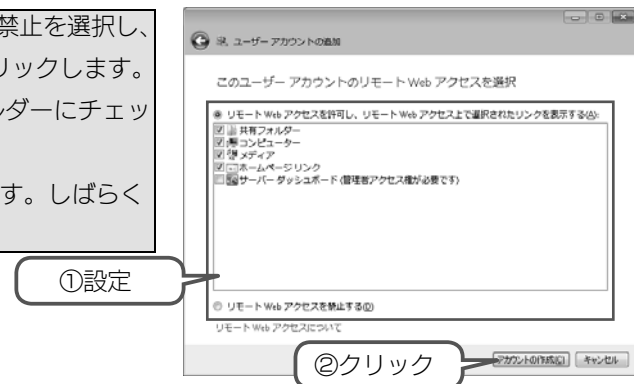 禁止を選択し、
リックします。
ルダーにチェッ
す。しばらく
ユーザー アカウントの追加
このユーザー アカウントのリモート Web アクセスを選択
リモート Web アクセスを許可し、リモート Web アクセス上で選択されたリンクを表示する(A):
共有フォルダー
コンピューター
メディア
ホームページ リンク
サーバー ダッシュボード (管理者アクセス権が必要です)
リモート Web アクセスを禁止する(D)
リモート Web アクセスについて
アカウントの作成(C) キャンセル
①設定
②クリック